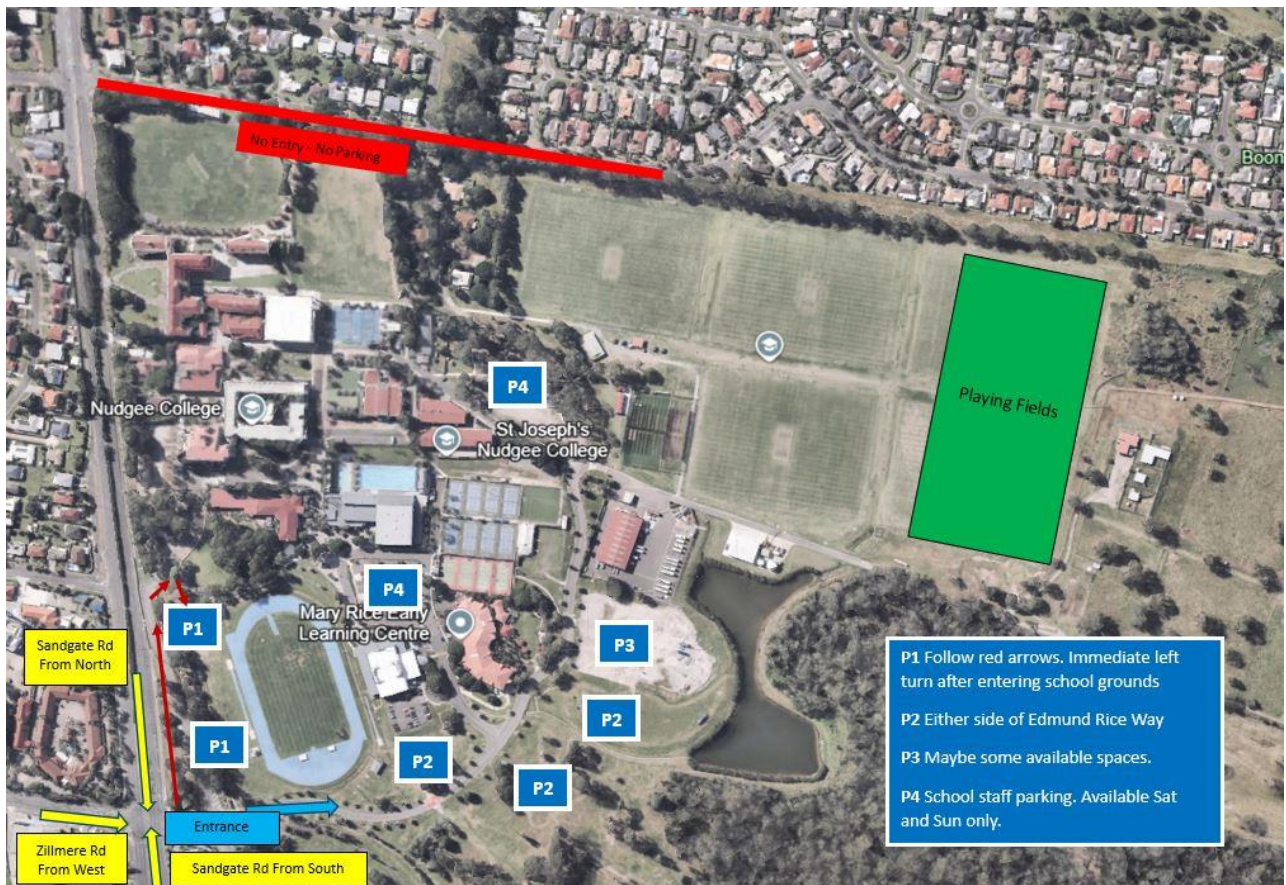 No Entry - No Parking
Boon
Playing Fields
P4
Nudgee College
St Joseph's
Nudgee College
P4
Mary Rice Early
Learning Centre
P1
P3
Sandgate Rd
From North
P1
P2
P2
P2
Entrance
Zillmere Rd
From West
Sandgate Rd From South
P1 Follow red arrows. Immediate left
turn after entering school grounds
P2 Either side of Edmund Rice Way
P3 Maybe some available spaces.
P4 School staff parking. Available Sat
and Sun only.